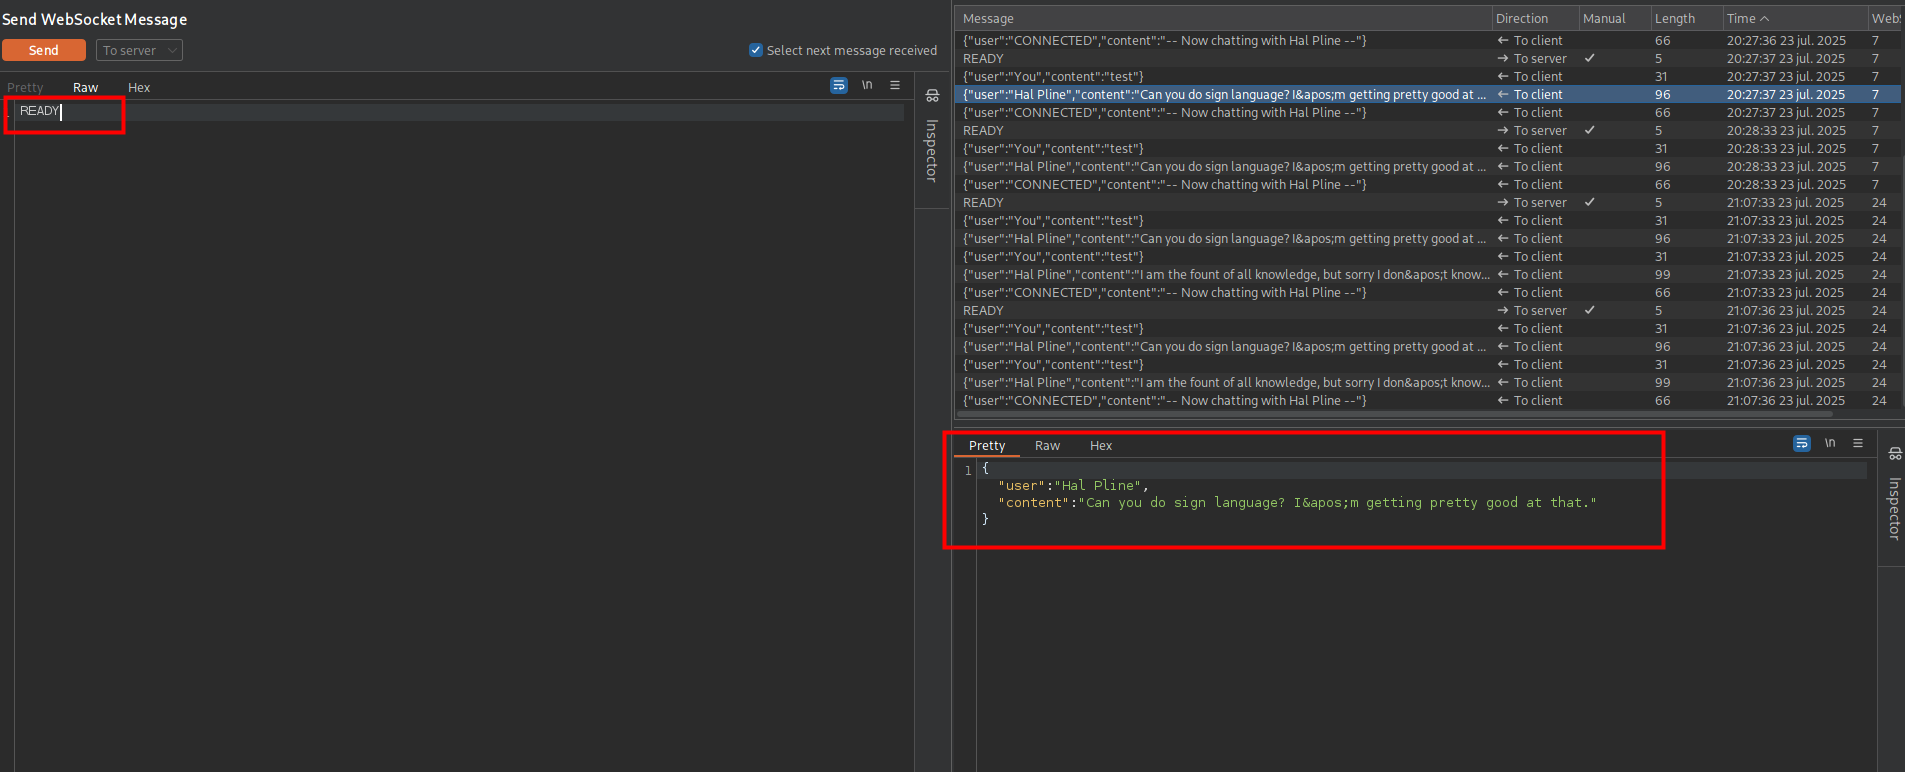 Send WebSocket Message
Send To server Select next message received
Pretty Raw Hex \n
1 READY
Inspector
Message Direction Manual Length Time WebS
{"user":"CONNECTED","content":"-- Now chatting with Hal Pline --"} ← To client 66 20:27:36 23 jul. 2025 7
READY → To server ✓ 5 20:27:37 23 jul. 2025 7
{"user":"You","content":"test"} ← To client 31 20:27:37 23 jul. 2025 7
{"user":"Hal Pline","content":"Can you do sign language? I&apos;m getting pretty good at ... ← To client 96 20:27:37 23 jul. 2025 7
{"user":"CONNECTED","content":"-- Now chatting with Hal Pline --"} ← To client 66 20:27:37 23 jul. 2025 7
READY → To server ✓ 5 20:28:33 23 jul. 2025 7
{"user":"You","content":"test"} ← To client 31 20:28:33 23 jul. 2025 7
{"user":"Hal Pline","content":"Can you do sign language? I&apos;m getting pretty good at ... ← To client 96 20:28:33 23 jul. 2025 7
{"user":"CONNECTED","content":"-- Now chatting with Hal Pline --"} ← To client 66 20:28:33 23 jul. 2025 7
READY → To server ✓ 5 21:07:33 23 jul. 2025 24
{"user":"You","content":"test"} ← To client 31 21:07:33 23 jul. 2025 24
{"user":"Hal Pline","content":"Can you do sign language? I&apos;m getting pretty good at ... ← To client 96 21:07:33 23 jul. 2025 24
{"user":"You","content":"test"} ← To client 31 21:07:33 23 jul. 2025 24
{"user":"Hal Pline","content":"I am the fount of all knowledge, but sorry I don&apos;t know... ← To client 99 21:07:33 23 jul. 2025 24
{"user":"CONNECTED","content":"-- Now chatting with Hal Pline --"} ← To client 66 21:07:33 23 jul. 2025 24
READY → To server ✓ 5 21:07:36 23 jul. 2025 24
{"user":"You","content":"test"} ← To client 31 21:07:36 23 jul. 2025 24
{"user":"Hal Pline","content":"Can you do sign language? I&apos;m getting pretty good at ... ← To client 96 21:07:36 23 jul. 2025 24
{"user":"You","content":"test"} ← To client 31 21:07:36 23 jul. 2025 24
{"user":"Hal Pline","content":"I am the fount of all knowledge, but sorry I don&apos;t know... ← To client 99 21:07:36 23 jul. 2025 24
{"user":"CONNECTED","content":"-- Now chatting with Hal Pline --"} ← To client 66 21:07:36 23 jul. 2025 24
Pretty Raw Hex \n
1 {
"user":"Hal Pline",
"content":"Can you do sign language? I&apos;m getting pretty good at that."
}
Inspector